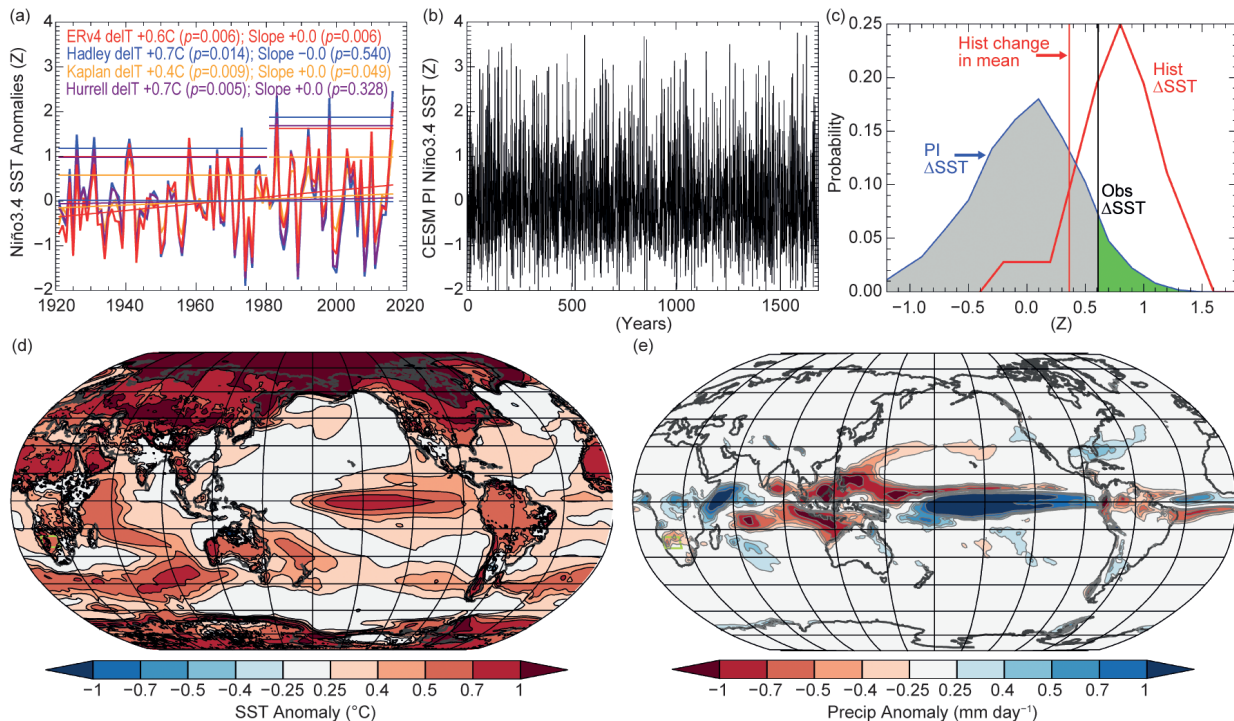 (a)
ERv4 delT +0.6C (p=0.006); Slope +0.0 (p=0.006)
Hadley delT +0.7C (p=0.014); Slope −0.0 (p=0.540)
Kaplan delT +0.4C (p=0.009); Slope +0.0 (p=0.049)
Hurrell delT +0.7C (p=0.005); Slope +0.0 (p=0.328)
Niño3.4 SST Anomalies (Z)
4
3
2
1
0
−1
−2
1920 1940 1960 1980 2000 2020
(b)
CESM PI Niño3.4 SST (Z)
4
3
2
1
0
−1
−2
0 500 1000 1500
(Years)
(c)
Probability
0.25
0.20
0.15
0.10
0.05
0.00
Hist change
in mean
Hist
ΔSST
PI
ΔSST
Obs
ΔSST
−0.5 0.0 0.5 1.0 1.5
(Z)
(d)
−1 −0.7 −0.5 −0.4 −0.25 0.25 0.4 0.7 1
SST Anomaly (°C)
(e)
−1 −0.7 −0.5 −0.4 −0.25 0.25 0.4 0.7 1
Precip Anomaly (mm day⁻¹)